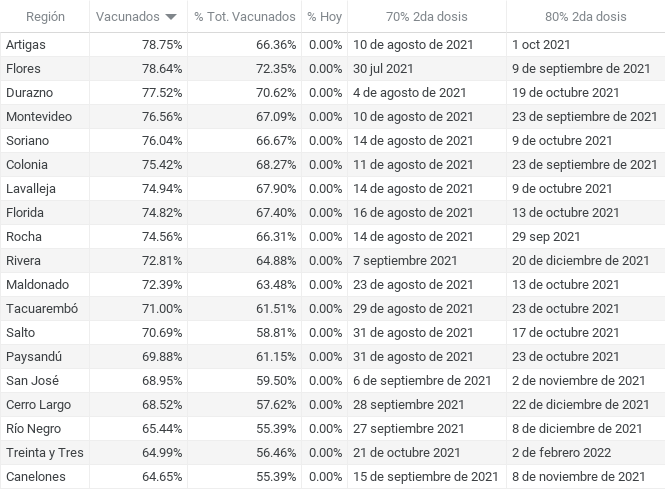 Región Vacunados % Tot. Vacunados % Hoy 70% 2da dosis 80% 2da dosis
Artigas 78.75% 66.36% 0.00% 10 de agosto de 2021 1 oct 2021
Flores 78.64% 72.35% 0.00% 30 jul 2021 9 de septiembre de 2021
Durazno 77.52% 70.62% 0.00% 4 de agosto de 2021 19 de octubre 2021
Montevideo 76.56% 67.09% 0.00% 10 de agosto de 2021 23 de septiembre de 2021
Soriano 76.04% 66.67% 0.00% 14 de agosto de 2021 9 de octubre 2021
Colonia 75.42% 68.27% 0.00% 11 de agosto de 2021 23 de septiembre de 2021
Lavalleja 74.94% 67.90% 0.00% 14 de agosto de 2021 9 de octubre 2021
Florida 74.82% 67.40% 0.00% 16 de agosto de 2021 13 de octubre 2021
Rocha 74.56% 66.31% 0.00% 14 de agosto de 2021 29 sep 2021
Rivera 72.81% 64.88% 0.00% 7 septiembre 2021 20 de diciembre de 2021
Maldonado 72.39% 63.48% 0.00% 23 de agosto de 2021 13 de octubre 2021
Tacuarembó 71.00% 61.51% 0.00% 29 de agosto de 2021 23 de octubre 2021
Salto 70.69% 58.81% 0.00% 31 de agosto de 2021 17 de octubre 2021
Paysandú 69.88% 61.15% 0.00% 31 de agosto de 2021 23 de octubre 2021
San José 68.95% 59.50% 0.00% 6 de septiembre de 2021 2 de noviembre de 2021
Cerro Largo 68.52% 57.62% 0.00% 28 septiembre 2021 22 de diciembre de 2021
Río Negro 65.44% 55.39% 0.00% 27 septiembre 2021 8 de diciembre de 2021
Treinta y Tres 64.99% 56.46% 0.00% 21 de octubre 2021 2 de febrero 2022
Canelones 64.65% 55.39% 0.00% 15 de septiembre de 2021 8 de noviembre de 2021